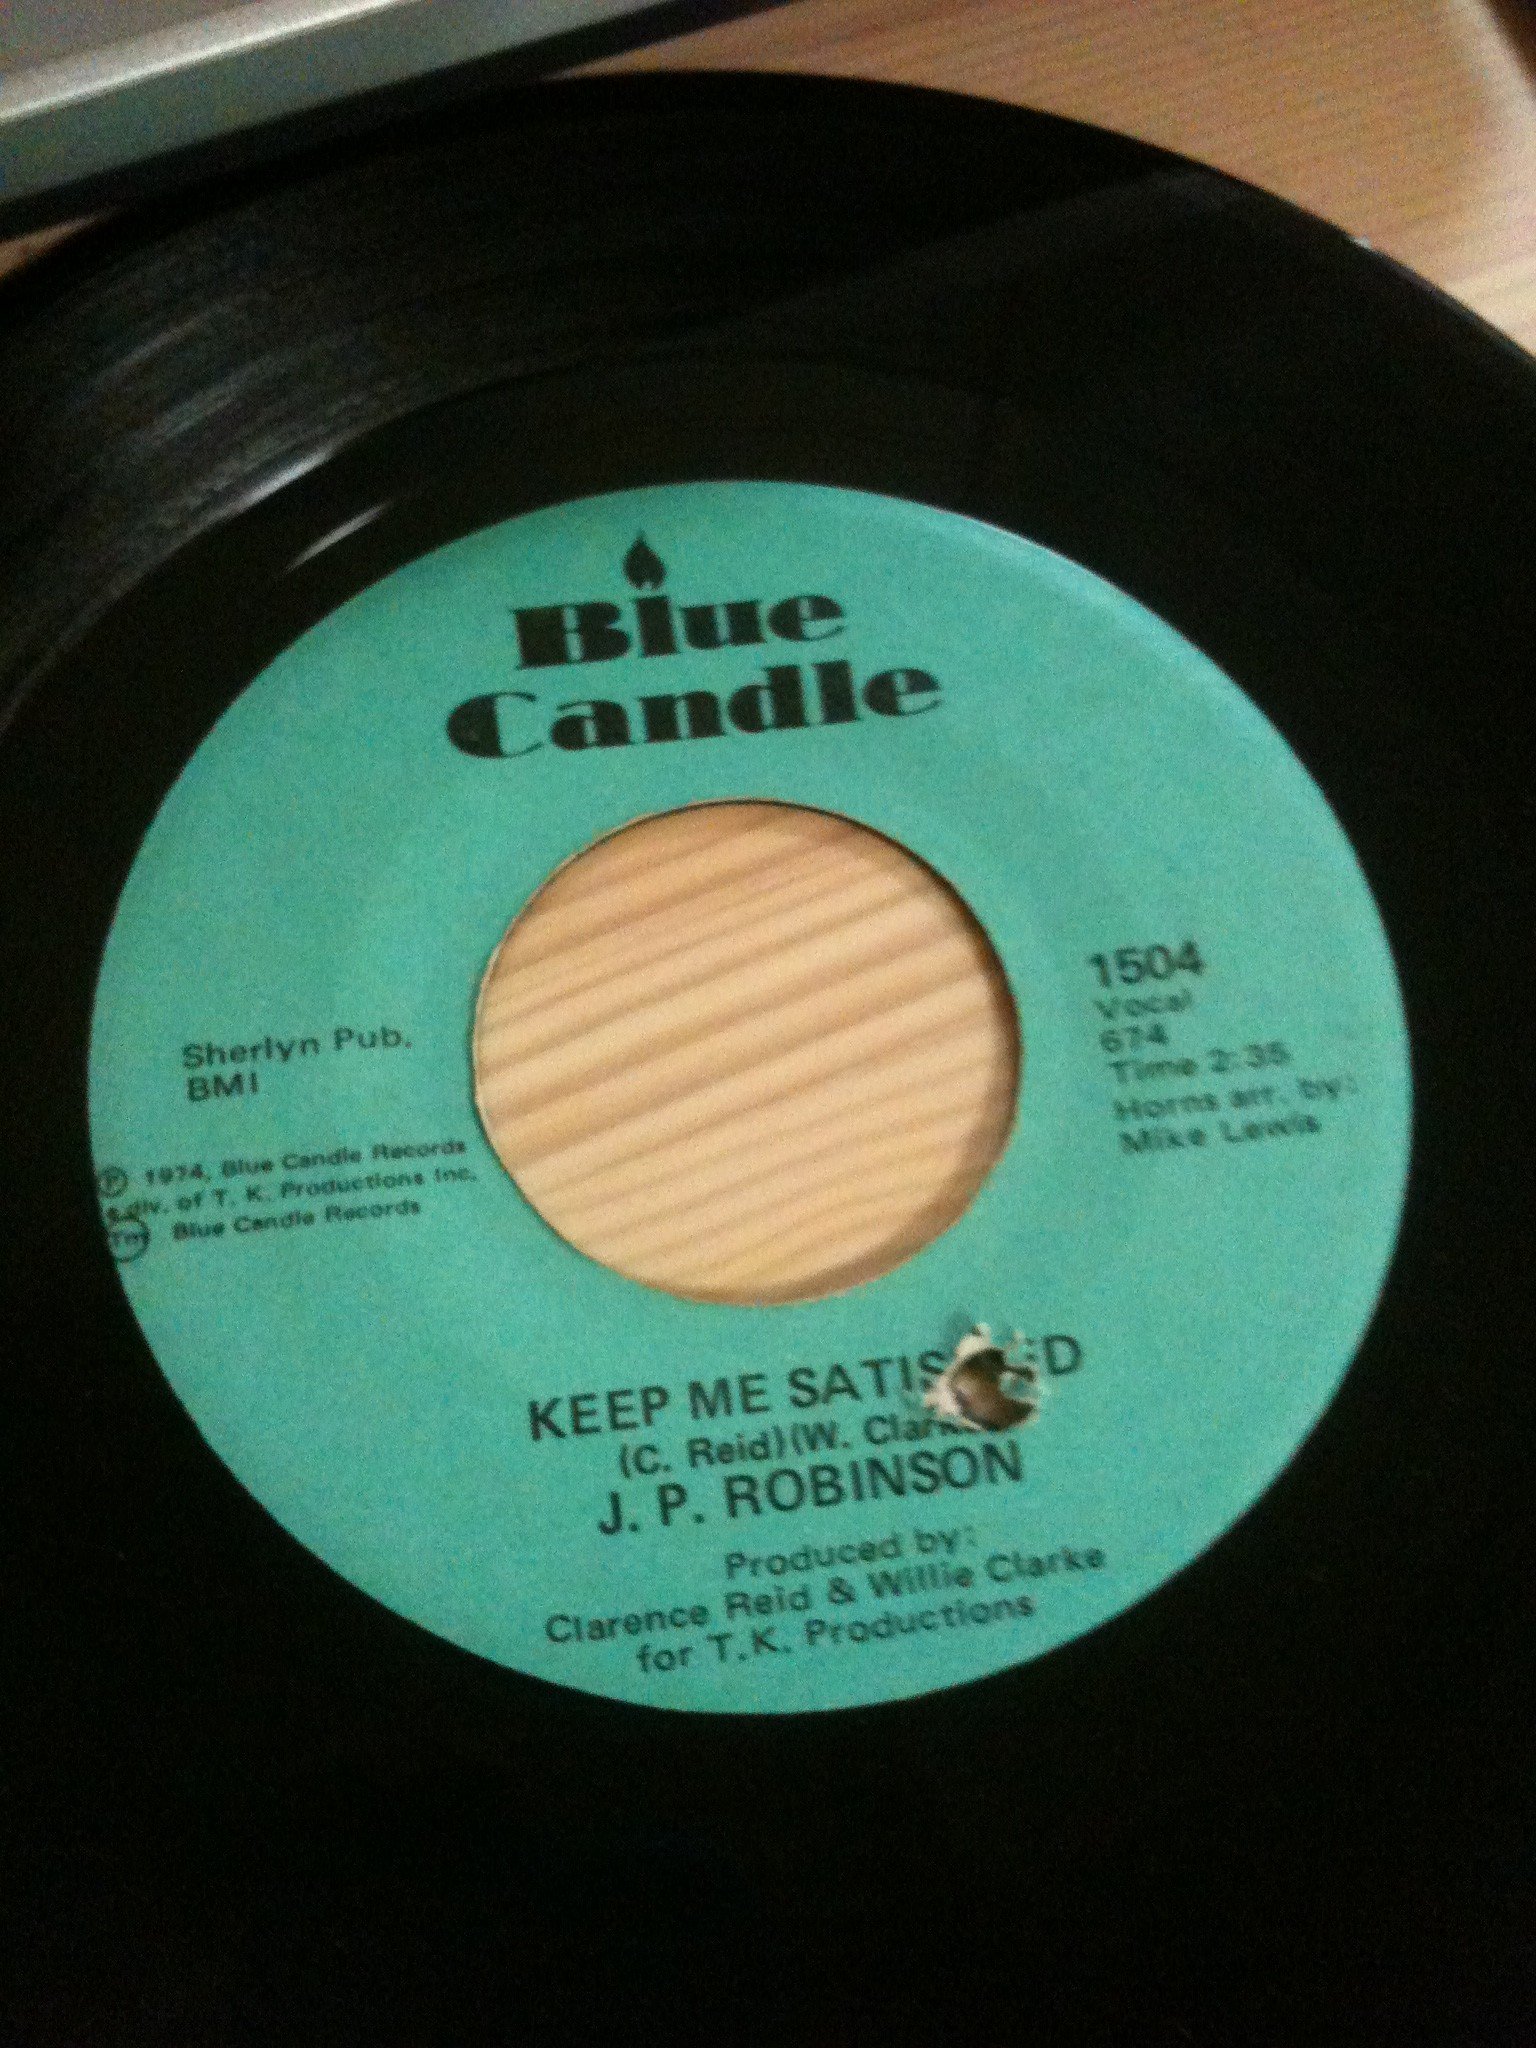 Blue
Candle
1504
Vocal
674
Time 2:35
Horns arr. by:
Mike Lewis
Sherlyn Pub.
BMI
Ⓟ 1974, Blue Candle Records
a div. of T. K. Productions Inc.
TM Blue Candle Records
KEEP ME
(C. Reid)(W.
J. P. ROBINSON
Produced by:
Clarence Reid & Willie Clarke
for T.K. Productions